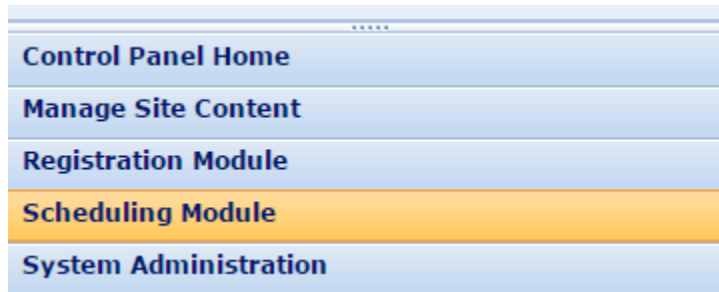 Control Panel Home
Manage Site Content
Registration Module
Scheduling Module
System Administration